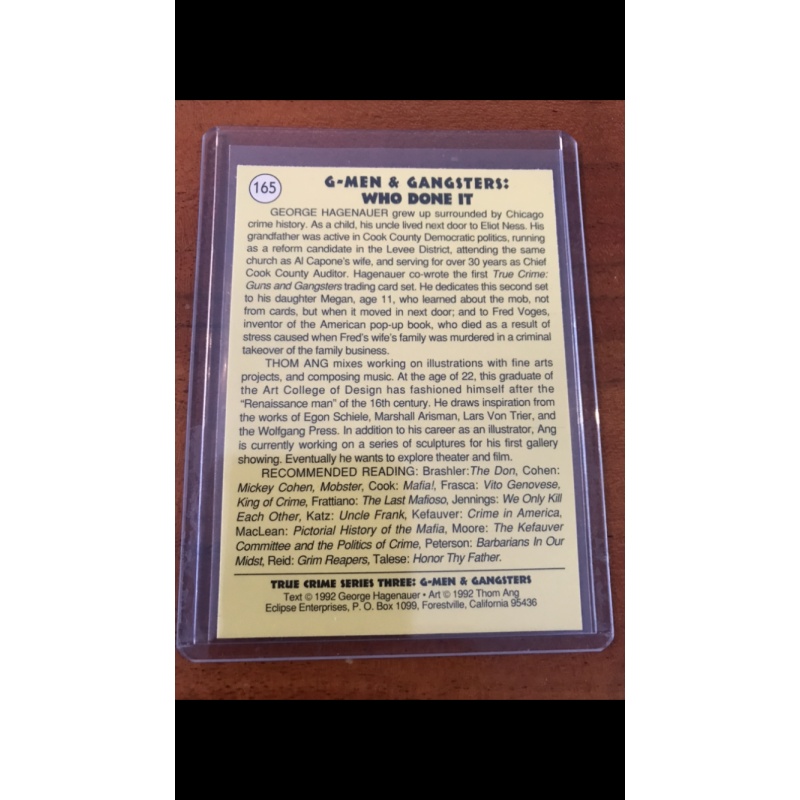 165
G-MEN & GANGSTERS:
WHO DONE IT
GEORGE HAGENAUER grew up surrounded by Chicago
crime history. As a child, his uncle lived next door to Eliot Ness. His
grandfather was active in Cook County Democratic politics, running
as a reform candidate in the Levee District, attending the same
church as Al Capone's wife, and serving for over 30 years as Chief
Cook County Auditor. Hagenauer co-wrote the first True Crime:
Guns and Gangsters trading card set. He dedicates this second set
to his daughter Megan, age 11, who learned about the mob, not
from cards, but when it moved in next door; and to Fred Voges,
inventor of the American pop-up book, who died as a result of
stress caused when Fred's wife's family was murdered in a criminal
takeover of the family business.
THOM ANG mixes working on illustrations with fine arts
projects, and composing music. At the age of 22, this graduate of
the Art College of Design has fashioned himself after the
"Renaissance man" of the 16th century. He draws inspiration from
the works of Egon Schiele, Marshall Arisman, Lars Von Trier, and
the Wolfgang Press. In addition to his career as an illustrator, Ang
is currently working on a series of sculptures for his first gallery
showing. Eventually he wants to explore theater and film.
RECOMMENDED READING: Brashler:The Don, Cohen:
Mickey Cohen, Mobster, Cook: Mafia!, Frasca: Vito Genovese,
King of Crime, Frattiano: The Last Mafioso, Jennings: We Only Kill
Each Other, Katz: Uncle Frank, Kefauver: Crime in America,
MacLean: Pictorial History of the Mafia, Moore: The Kefauver
Committee and the Politics of Crime, Peterson: Barbarians In Our
Midst, Reid: Grim Reapers, Talese: Honor Thy Father.
TRUE CRIME SERIES THREE: G-MEN & GANGSTERS
Text © 1992 George Hagenauer • Art © 1992 Thom Ang
Eclipse Enterprises, P. O. Box 1099, Forestville, California 95436